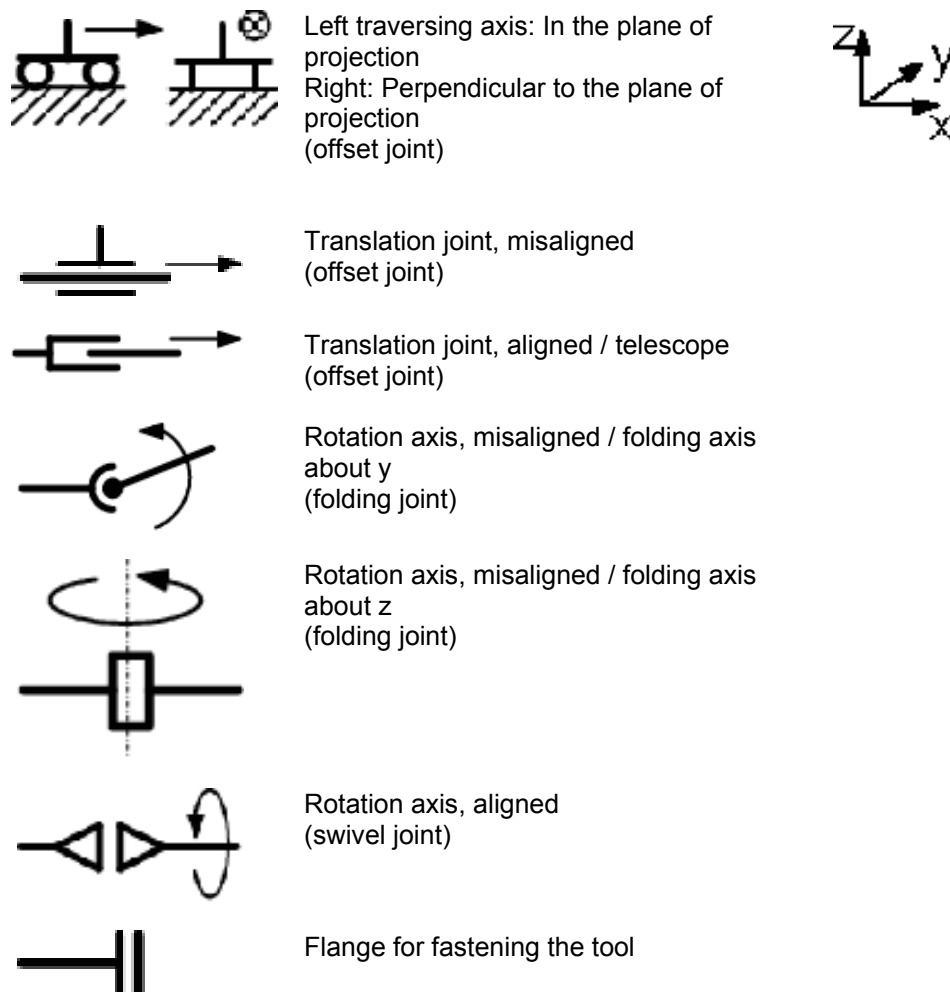 Left traversing axis: In the plane of
projection
Right: Perpendicular to the plane of
projection
(offset joint)
z
y
x
Translation joint, misaligned
(offset joint)
Translation joint, aligned / telescope
(offset joint)
Rotation axis, misaligned / folding axis
about y
(folding joint)
Rotation axis, misaligned / folding axis
about z
(folding joint)
Rotation axis, aligned
(swivel joint)
Flange for fastening the tool